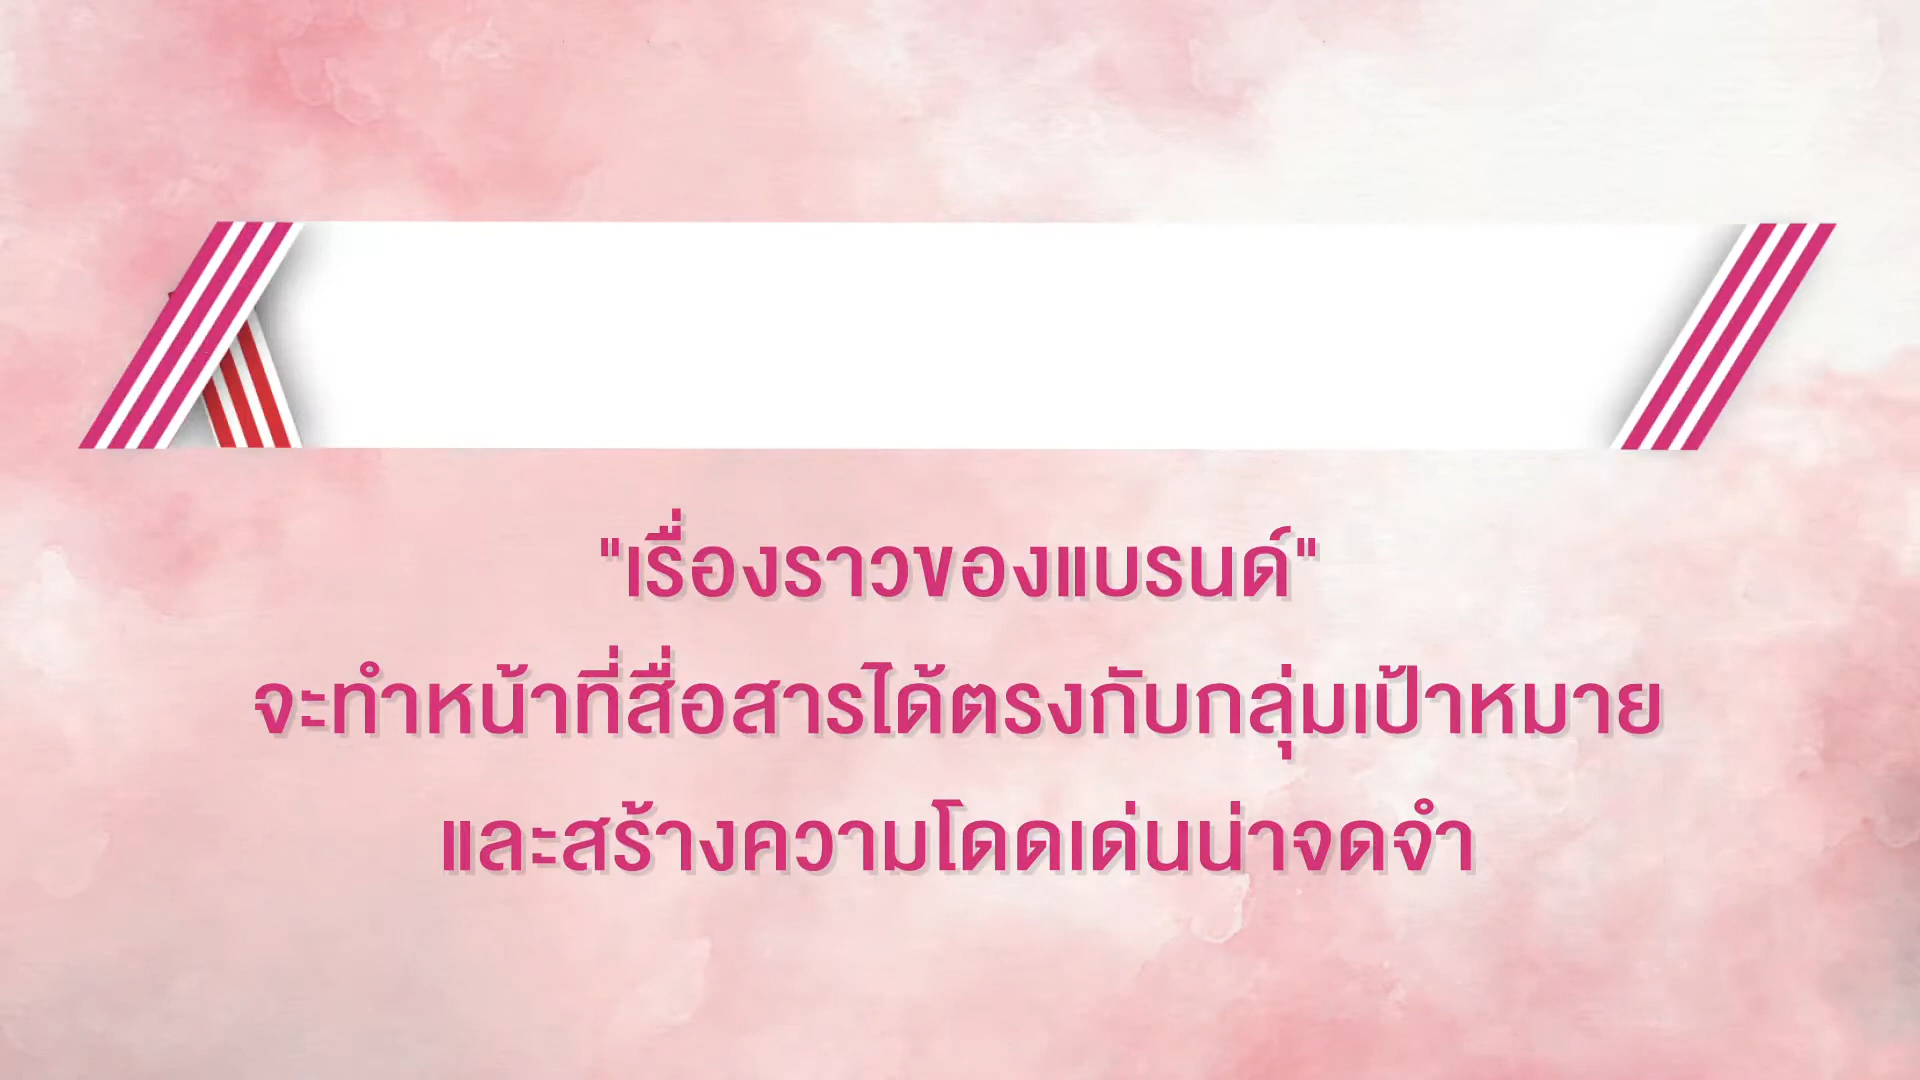 "เรื่องราวของแบรนด์"
จะทำหน้าที่สื่อสารได้ตรงกับกลุ่มเป้าหมาย
และสร้างความโดดเด่นน่าจดจำ